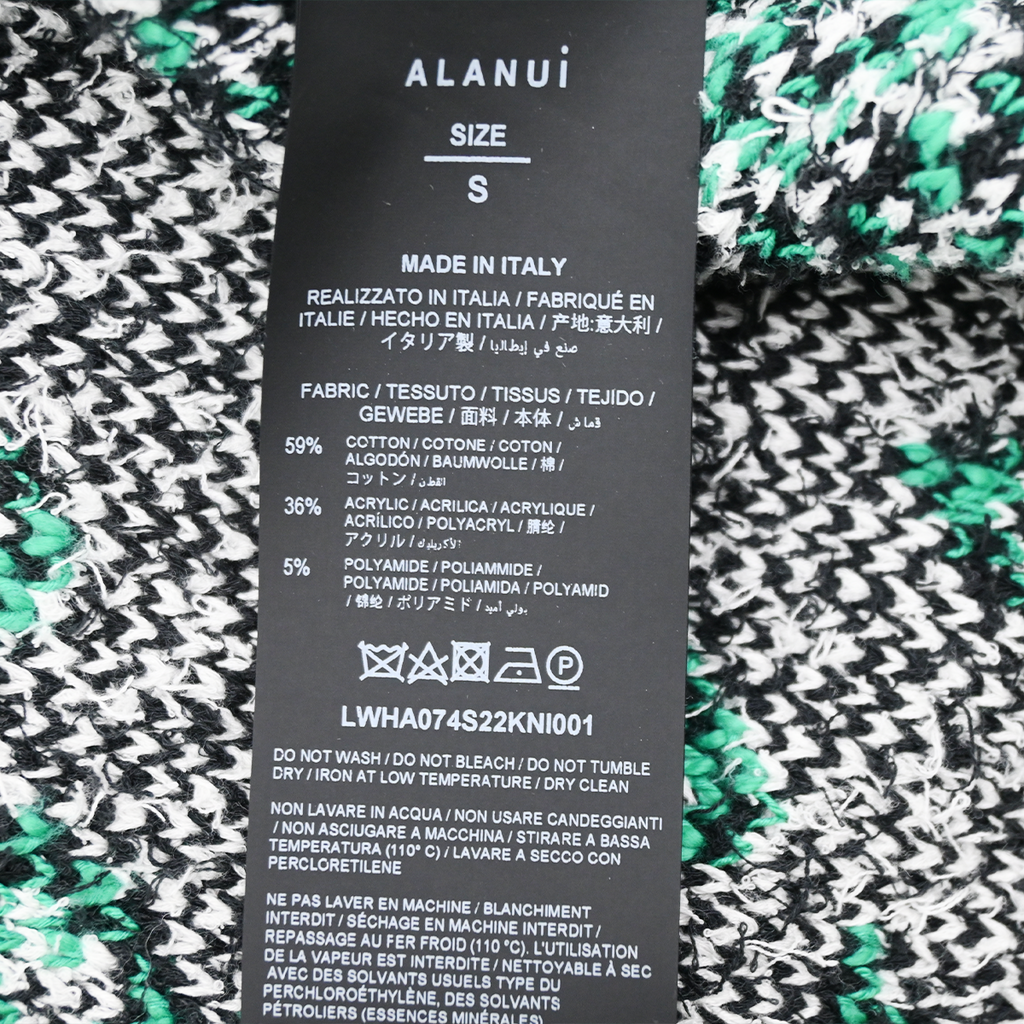 ALANUi
SIZE
S
MADE IN ITALY
REALIZZATO IN ITALIA / FABRIQUÉ EN
ITALIE / HECHO EN ITALIA / 产地:意大利 /
イタリア製 / صنع في إيطاليا
FABRIC / TESSUTO / TISSUS / TEJIDO /
GEWEBE / 面料 / 本体 / قماش
59% COTTON / COTONE / COTON /
ALGODÓN / BAUMWOLLE / 棉 /
コットン / القطن
36% ACRYLIC / ACRILICA / ACRYLIQUE /
ACRÍLICO / POLYACRYL / 腈纶 /
アクリル / الأكريليك
5% POLYAMIDE / POLIAMMIDE /
POLYAMIDE / POLIAMIDA / POLYAMID
/ 锦纶 / ポリアミド / بولي أميد
P
LWHA074S22KNI001
DO NOT WASH / DO NOT BLEACH / DO NOT TUMBLE
DRY / IRON AT LOW TEMPERATURE / DRY CLEAN
NON LAVARE IN ACQUA / NON USARE CANDEGGIANTI
/ NON ASCIUGARE A MACCHINA / STIRARE A BASSA
TEMPERATURA (110° C) / LAVARE A SECCO CON
PERCLORETILENE
NE PAS LAVER EN MACHINE / BLANCHIMENT
INTERDIT / SÉCHAGE EN MACHINE INTERDIT /
REPASSAGE AU FER FROID (110 °C). L'UTILISATION
DE LA VAPEUR EST INTERDITE / NETTOYABLE À SEC
AVEC DES SOLVANTS USUELS TYPE DU
PERCHLOROÉTHYLÈNE, DES SOLVANTS
PÉTROLIERS (ESSENCES MINÉRALES)